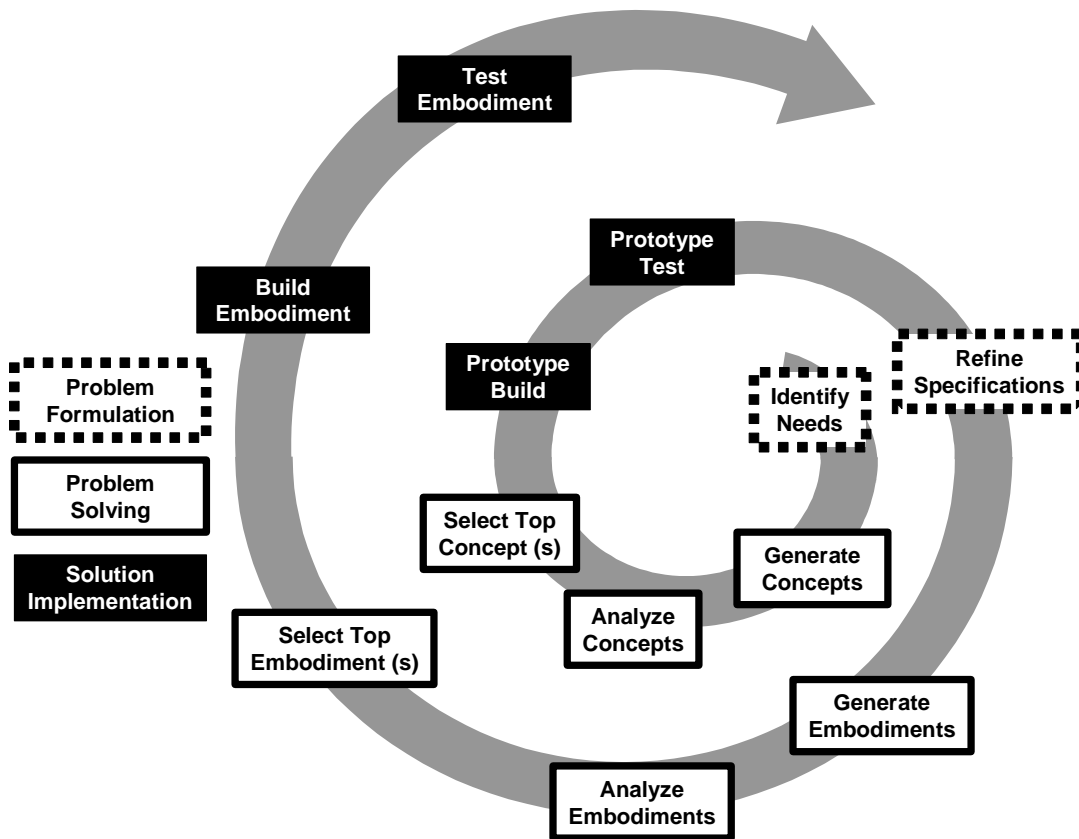 Test
Embodiment
Prototype
Test
Build
Embodiment
Refine
Specifications
Prototype
Build
Identify
Needs
Problem
Formulation
Problem
Solving
Select Top
Concept (s)
Generate
Concepts
Solution
Implementation
Analyze
Concepts
Select Top
Embodiment (s)
Generate
Embodiments
Analyze
Embodiments